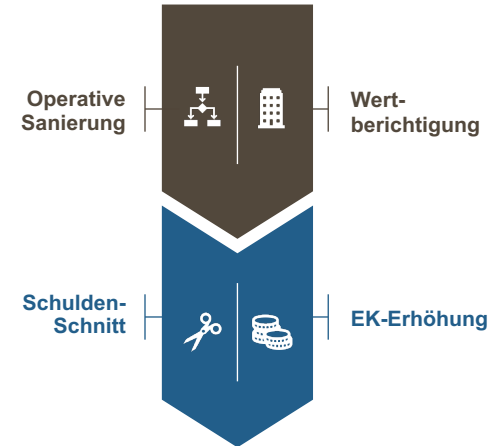 Operative
Sanierung
Wert-
berichtigung
Schulden-
Schnitt
EK-Erhöhung